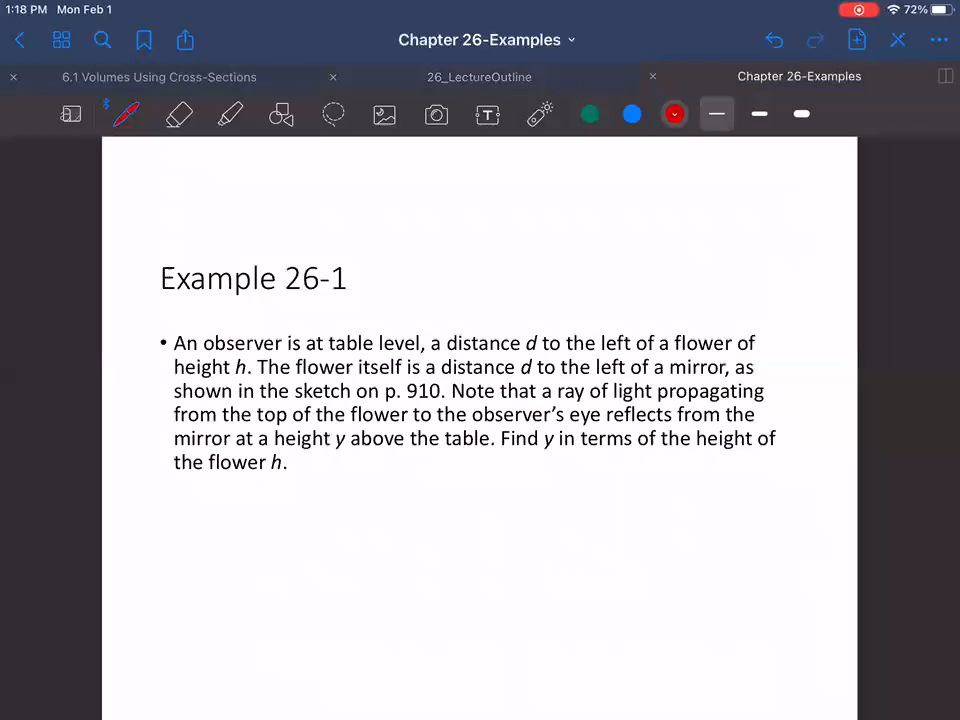 1:18 PM Mon Feb 1 72%
Chapter 26-Examples
6.1 Volumes Using Cross-Sections 26_LectureOutline Chapter 26-Examples
T
Example 26-1
• An observer is at table level, a distance d to the left of a flower of
height h. The flower itself is a distance d to the left of a mirror, as
shown in the sketch on p. 910. Note that a ray of light propagating
from the top of the flower to the observer’s eye reflects from the
mirror at a height y above the table. Find y in terms of the height of
the flower h.